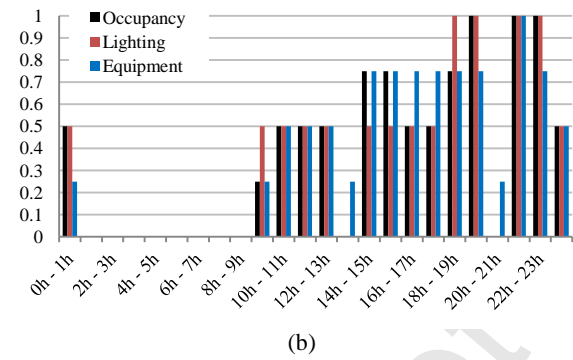 1
0.9
0.8
0.7
0.6
0.5
0.4
0.3
0.2
0.1
0
Occupancy
Lighting
Equipment
0h - 1h
2h - 3h
4h - 5h
6h - 7h
8h - 9h
10h - 11h
12h - 13h
14h - 15h
16h - 17h
18h - 19h
20h - 21h
22h - 23h
(b)